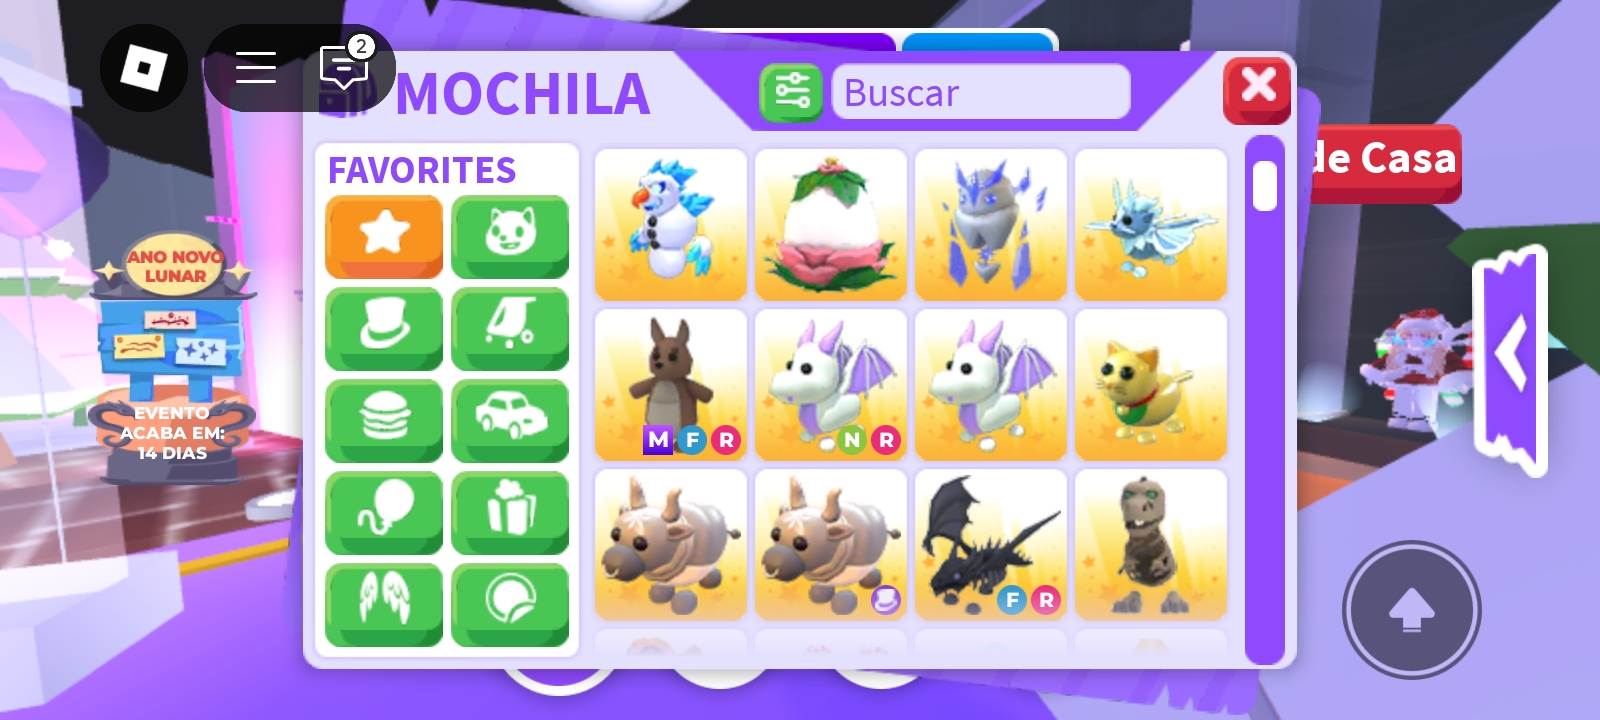 2
MOCHILA
Buscar
FAVORITES
de Casa
ANO NOVO
LUNAR
EVENTO
ACABA EM:
14 DIAS
M F R
N R
F R